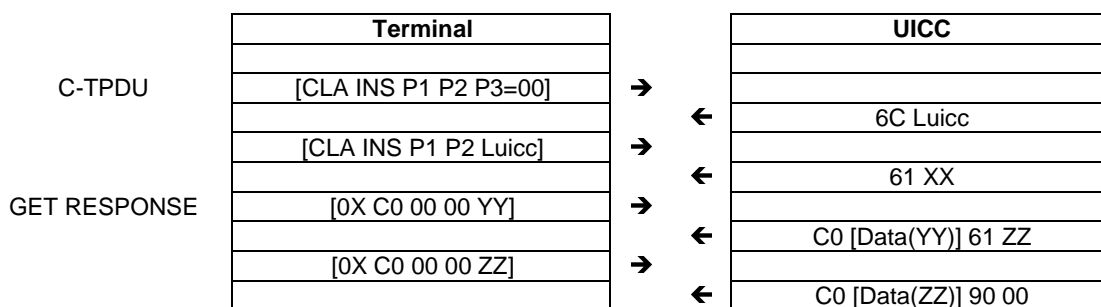 Terminal UICC
C-TPDU [CLA INS P1 P2 P3=00] ➔
🡰 6C Luicc
[CLA INS P1 P2 Luicc] ➔
🡰 61 XX
GET RESPONSE [0X C0 00 00 YY] ➔
🡰 C0 [Data(YY)] 61 ZZ
[0X C0 00 00 ZZ] ➔
🡰 C0 [Data(ZZ)] 90 00